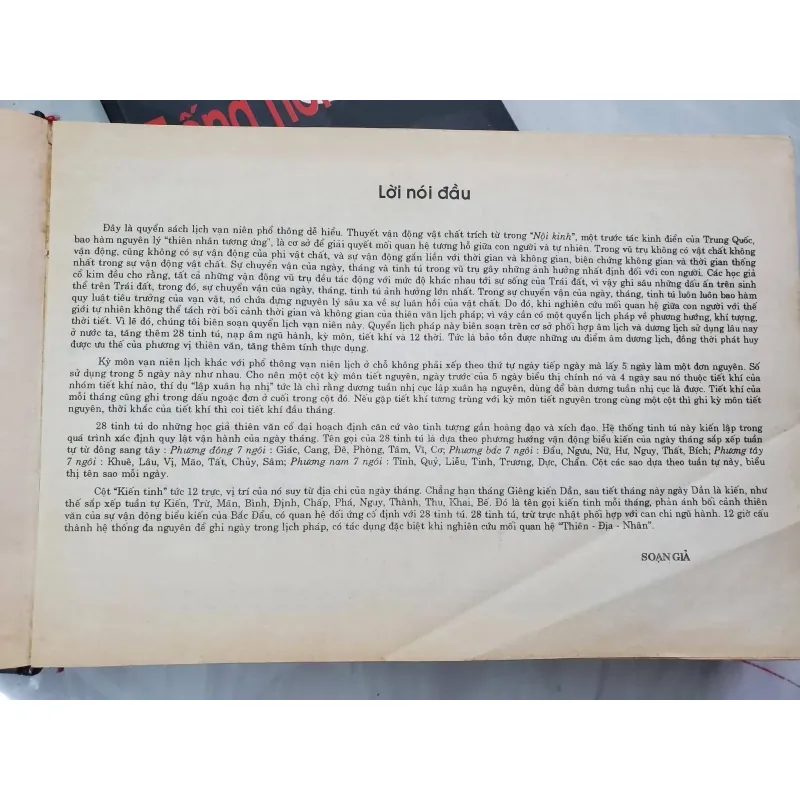 Tổng Hợp
Lời nói đầu
Đây là quyển sách lịch vạn niên phổ thông dễ hiểu. Thuyết vận động vật chất trích từ trong "Nội kinh", một trước tác kinh điển của Trung Quốc,
bao hàm nguyên lý "thiên nhân tương ứng", là cơ sở để giải quyết mối quan hệ tương hỗ giữa con người và tự nhiên. Trong vũ trụ không có vật chất không
vận động, cũng không có sự vận động của phi vật chất, và sự vận động gắn liền với thời gian và không gian, biện chứng không gian và thời gian thống
nhất trong sự vận động vật chất. Sự chuyển vận của ngày, tháng và tinh tú trong vũ trụ gây những ảnh hưởng nhất định đối với con người. Các học giả
cổ kim đều cho rằng, tất cả những vận động vũ trụ đều tác động với mức độ khác nhau tới sự sống của Trái đất, vì vậy ghi sâu những dấu ấn trên sinh
thể trên Trái đất, trong đó, sự chuyển vận của ngày, tháng, tinh tú ảnh hưởng lớn nhất. Trong sự chuyển vận của ngày, tháng, tinh tú luôn luôn bao hàm
quy luật tiêu trưởng của vạn vật, nó chứa đựng nguyên lý sâu xa về sự luân hồi của vật chất. Do đó, khi nghiên cứu mối quan hệ giữa con người với thế
giới tự nhiên không thể tách rời bối cảnh thời gian và không gian của thiên văn lịch pháp; vì vậy cần có một quyển lịch pháp về phương hướng, khí tượng,
thời tiết. Vì lẽ đó, chúng tôi biên soạn quyển lịch vạn niên này. Quyển lịch pháp này biên soạn trên cơ sở phối hợp âm lịch và dương lịch sử dụng lâu nay
ở nước ta, tăng thêm 28 tinh tú, nạp âm ngũ hành, kỳ môn, tiết khí và 12 thời. Tức là bảo tồn được những ưu điểm âm dương lịch, đồng thời phát huy
được ưu thế của phương vị thiên văn, tăng thêm tính thực dụng.
Kỳ môn vạn niên lịch khác với phổ thông vạn niên lịch ở chỗ không phải xếp theo thứ tự ngày tiếp ngày mà lấy 5 ngày làm một đơn nguyên. Số
sử dụng trong 5 ngày này như nhau. Cho nên một cột kỳ môn tiết nguyên, ngày trước của 5 ngày biểu thị chính nó và 4 ngày sau nó thuộc tiết khí của
nhóm tiết khí nào, thí dụ "lập xuân hạ nhị" tức là chỉ rằng dương tuần nhị cục lập xuân hạ nguyên, dùng để bàn dương tuần nhị cục là được. Tiết khí của
mỗi tháng cũng ghi trong dấu ngoặc đơn ở cuối trong cột đó. Nếu gặp tiết khí tương trùng với kỳ môn tiết nguyên trong cùng một cột thì ghi kỳ môn tiết
nguyên, thời khắc của tiết khí thì coi tiết khí đầu tháng.
28 tinh tú do những học giả thiên văn cổ đại hoạch định căn cứ vào tinh tượng gần hoàng đạo và xích đạo. Hệ thống tinh tú này kiến lập trong
quá trình xác định quy luật vận hành của ngày tháng. Tên gọi của 28 tinh tú là dựa theo phương hướng vận động biểu kiến của ngày tháng sắp xếp tuần
tự từ đông sang tây : Phương đông 7 ngôi : Giác, Cang, Đê, Phòng, Tâm, Vĩ, Cơ; Phương bắc 7 ngôi : Đẩu, Ngưu, Nữ, Hư, Nguy, Thất, Bích; Phương tây
7 ngôi : Khuê, Lâu, Vị, Mão, Tất, Chủy, Sâm; Phương nam 7 ngôi : Tỉnh, Quỷ, Liễu, Tinh, Trương, Dực, Chẩn. Cột các sao dựa theo tuần tự này, biểu
thị tên sao mỗi ngày.
Cột "Kiến tinh" tức 12 trực, vị trí của nó suy từ địa chi của ngày tháng. Chẳng hạn tháng Giêng kiến Dần, sau tiết tháng này ngày Dần là kiến, như
thế sắp xếp tuần tự Kiến, Trừ, Mãn, Bình, Định, Chấp, Phá, Nguy, Thành, Thu, Khai, Bế. Đó là tên gọi kiến tinh mỗi tháng, phản ánh bối cảnh thiên
văn của sự vận động biểu kiến của Bắc Đẩu, có quan hệ đối ứng cố định với 28 tinh tú. 28 tinh tú, trừ trực nhật phối hợp với can chi ngũ hành. 12 giờ cấu
thành hệ thống đa nguyên để ghi ngày trong lịch pháp, có tác dụng đặc biệt khi nghiên cứu mối quan hệ "Thiên - Địa - Nhân".
SOẠN GIẢ